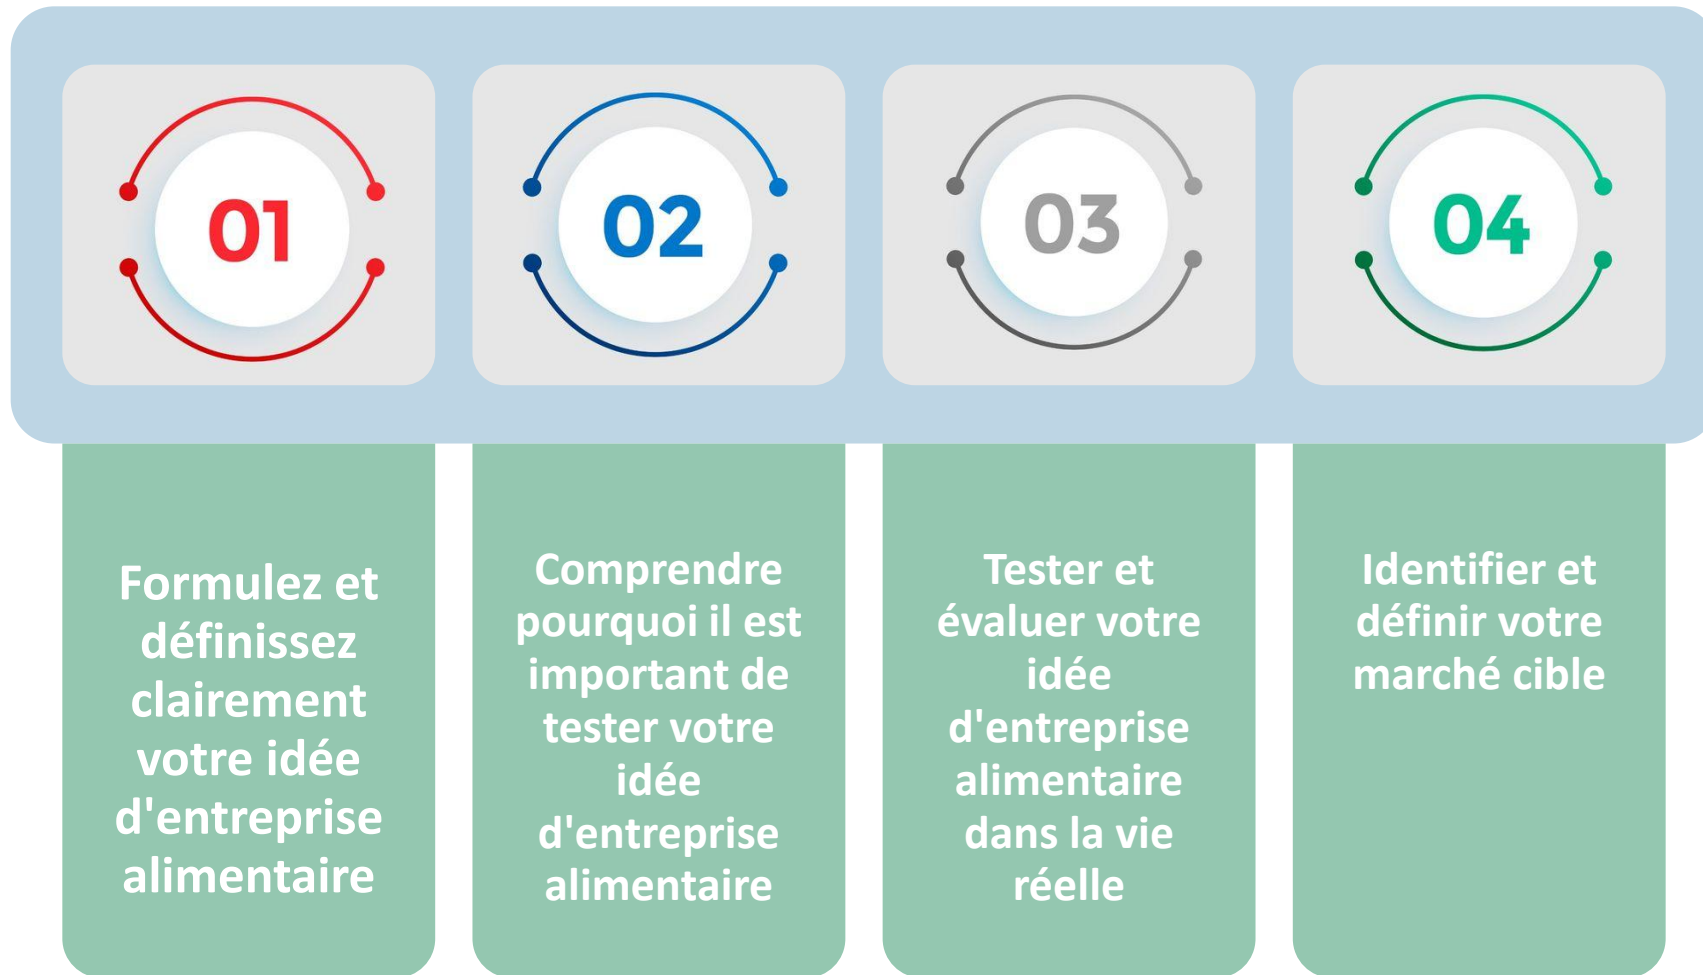 01
Formulez et
définissez
clairement
votre idée
d'entreprise
alimentaire
02
Comprendre
pourquoi il est
important de
tester votre
idée
d'entreprise
alimentaire
03
Tester et
évaluer votre
idée
d'entreprise
alimentaire
dans la vie
réelle
04
Identifier et
définir votre
marché cible